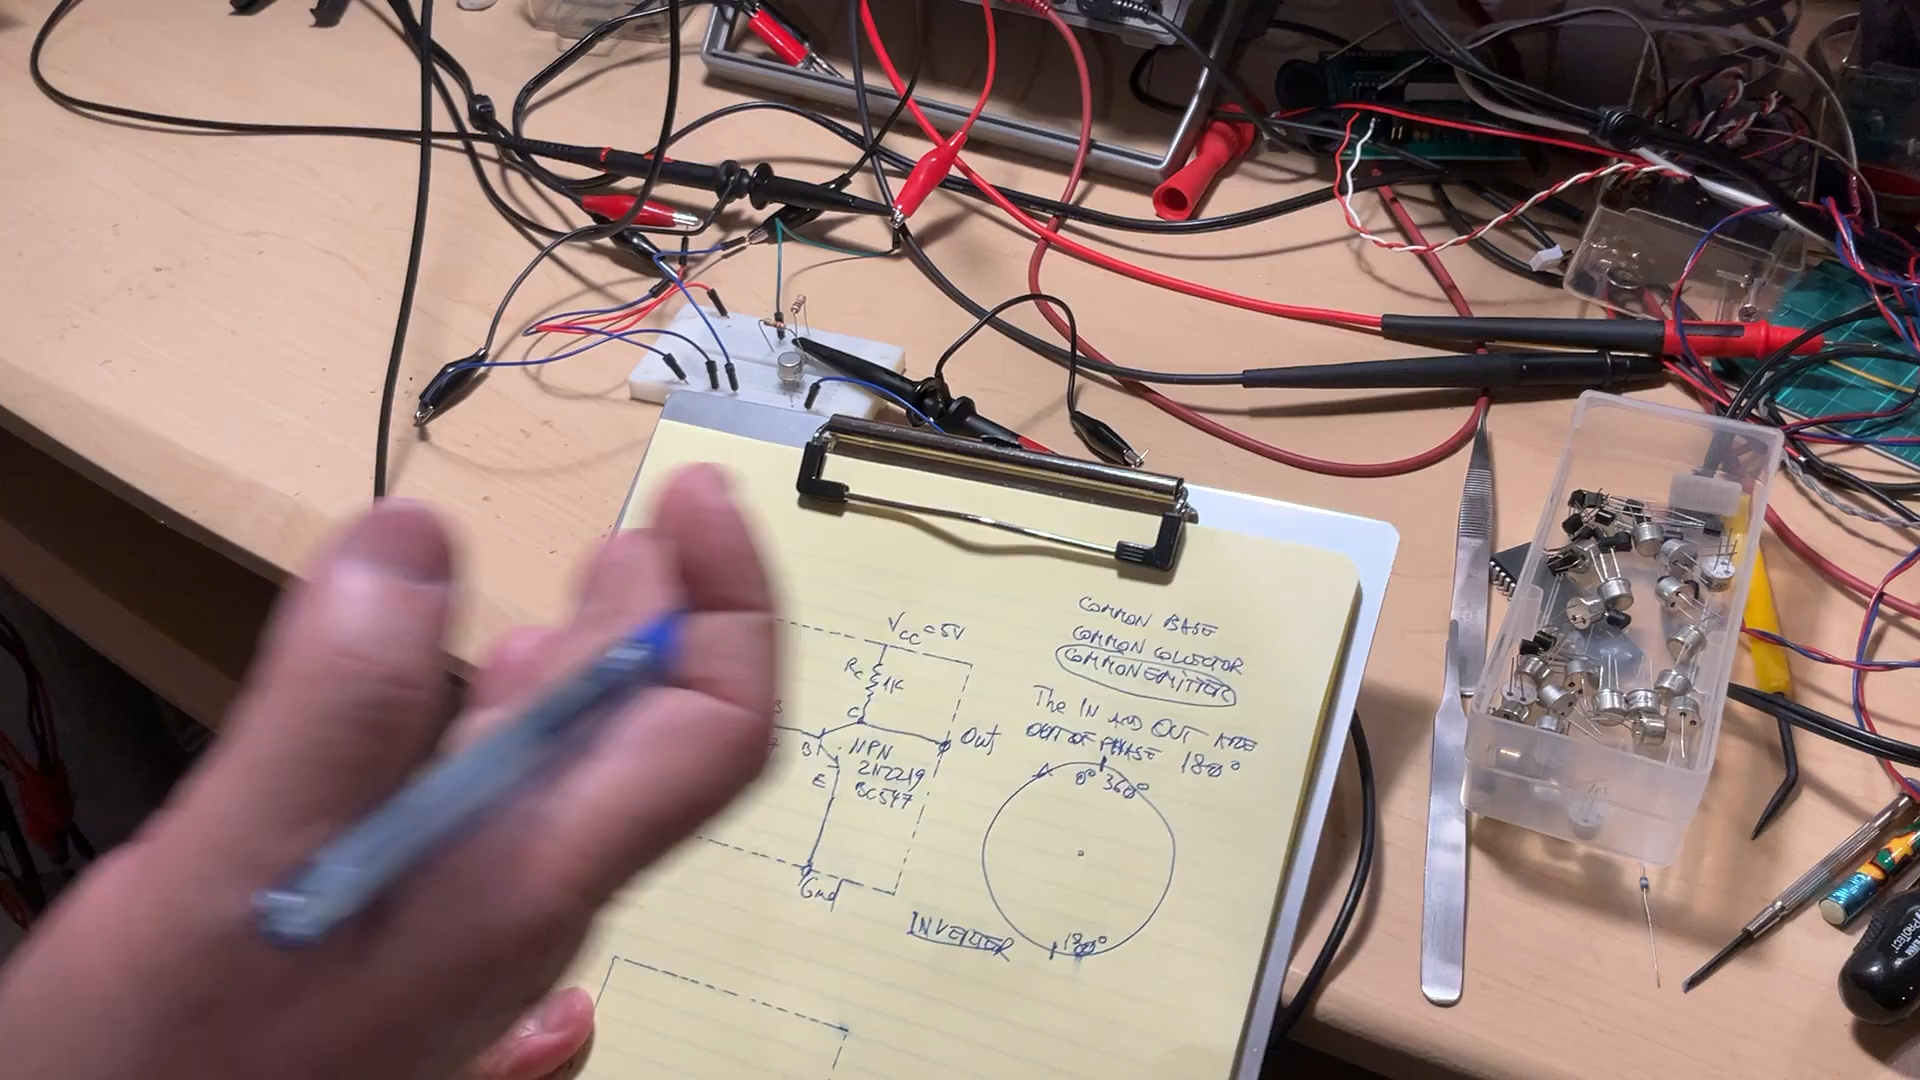 VCC = 5V
RC
1K
C
Out
B
NPN
2N2219
BC547
E
Gnd
COMMON BASE
COMMON COLLECTOR
COMMON EMITTER
The IN AND OUT ARE
OUT OF PHASE 180°
0° 360°
180°
INVERTER